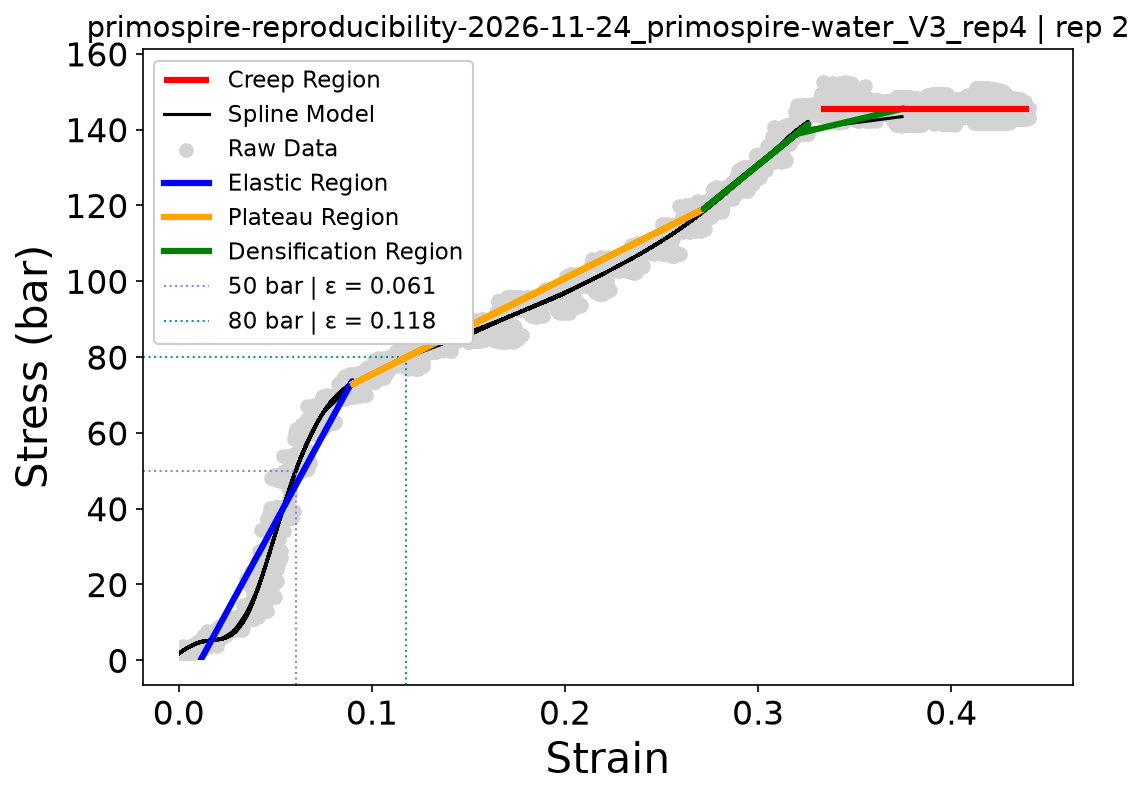 primospire-reproducibility-2026-11-24_primospire-water_V3_rep4 | rep 2
Creep Region
Spline Model
Raw Data
Elastic Region
Plateau Region
Densification Region
50 bar | ε = 0.061
80 bar | ε = 0.118
Stress (bar)
160
140
120
100
80
60
40
20
0
0.0 0.1 0.2 0.3 0.4
Strain